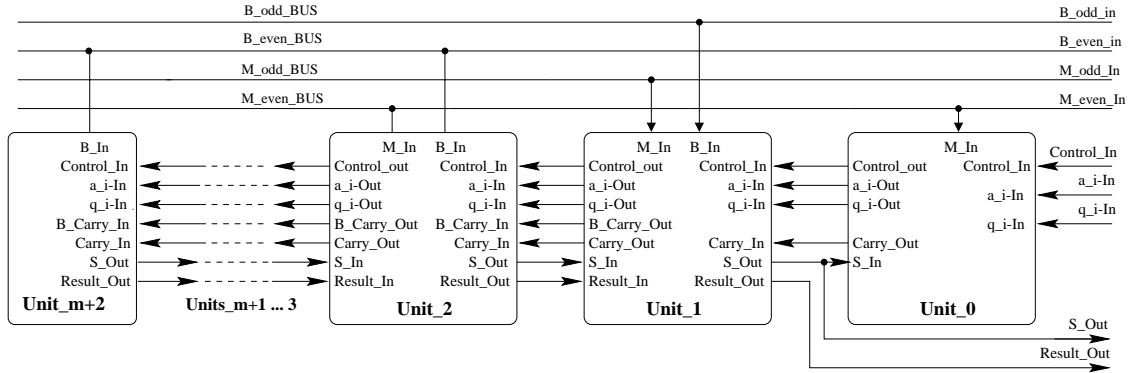 B_odd_BUS B_odd_in
B_even_BUS B_even_in
M_odd_BUS M_odd_In
M_even_BUS M_even_In
B_In M_In B_In M_In B_In M_In
Control_In Control_out Control_In Control_out Control_In Control_out Control_In Control_In
a_i-In a_i-Out a_i-In a_i-Out a_i-In a_i-Out a_i-In a_i-In
q_i-In q_i-Out q_i-In q_i-Out q_i-In q_i-Out q_i-In q_i-In
B_Carry_In B_Carry_Out B_Carry_In B_Carry_Out
Carry_In Carry_Out Carry_In Carry_Out Carry_In Carry_Out
S_Out S_In S_Out S_In S_Out S_In
Result_Out Result_In Result_Out Result_In Result_Out
Unit_m+2 Units_m+1 ... 3 Unit_2 Unit_1 Unit_0
S_Out
Result_Out